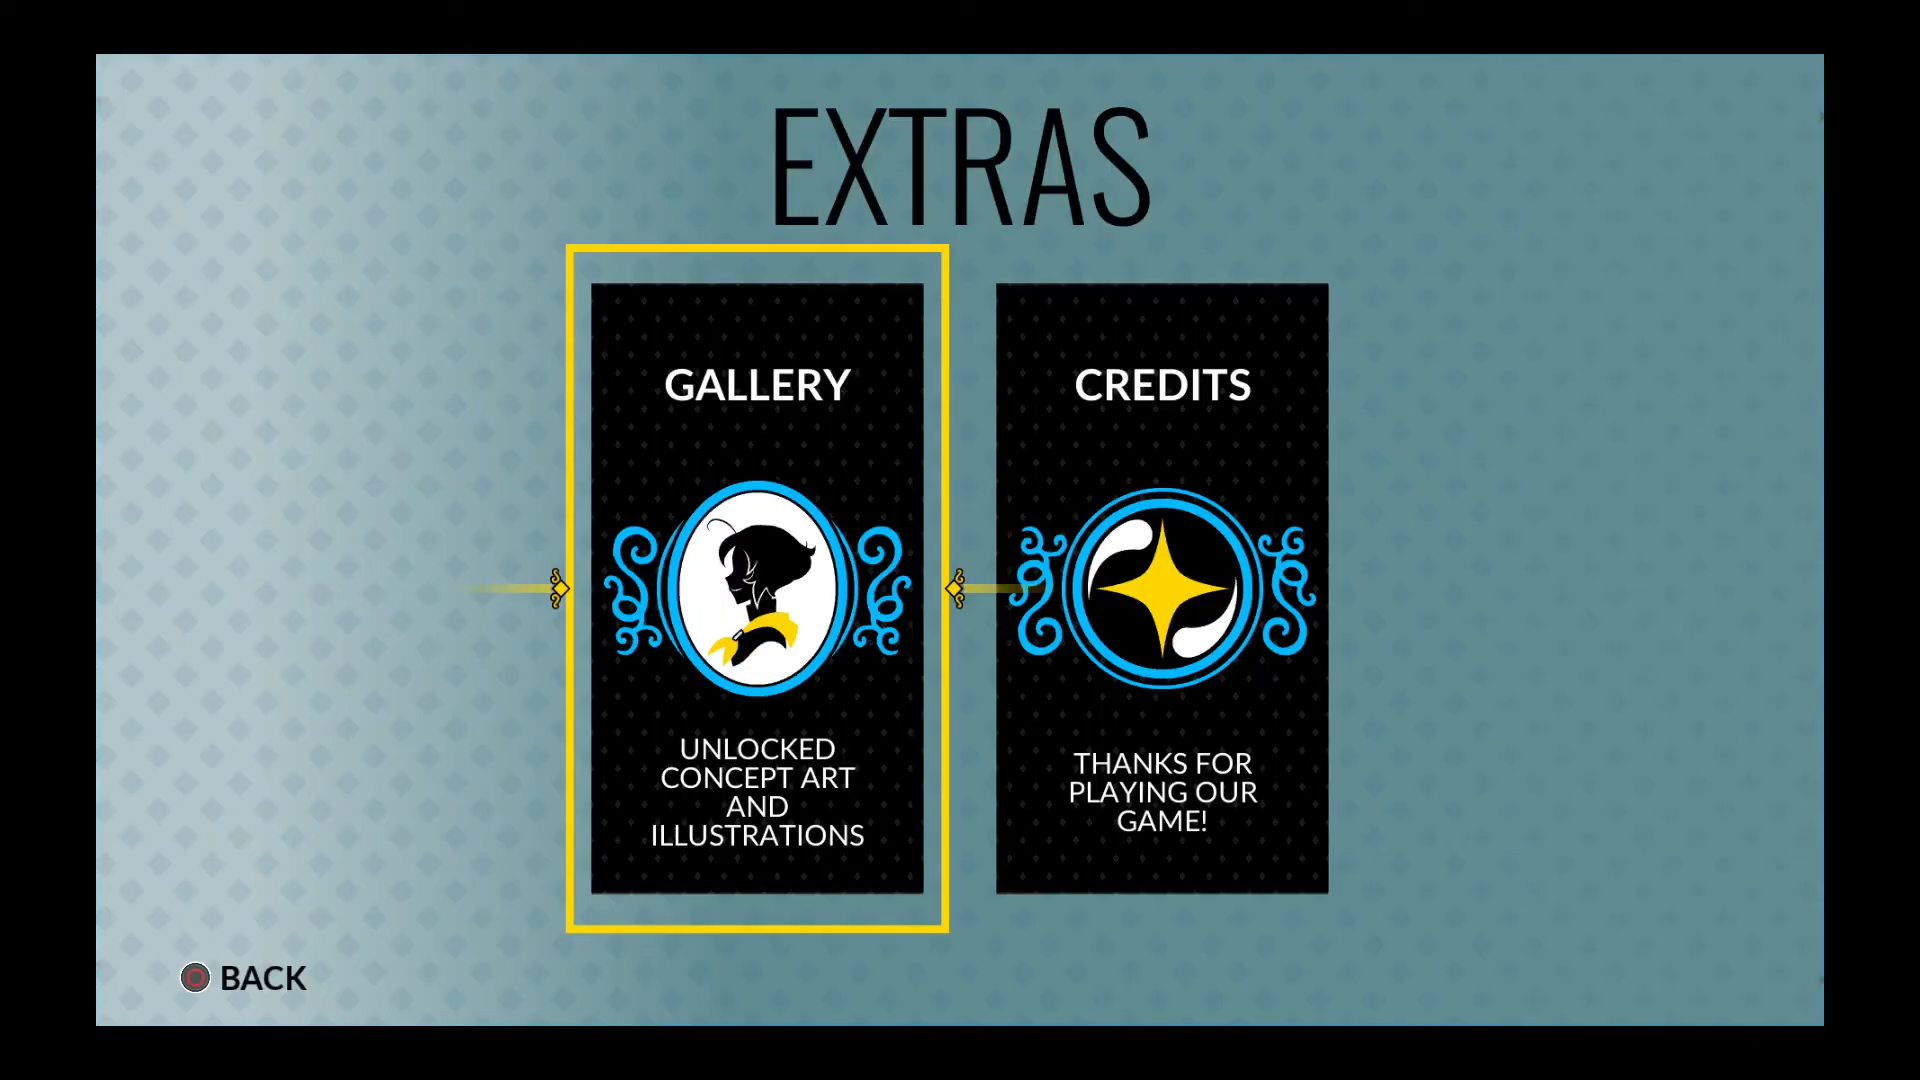 EXTRAS
GALLERY
UNLOCKED
CONCEPT ART
AND
ILLUSTRATIONS
CREDITS
THANKS FOR
PLAYING OUR
GAME!
BACK